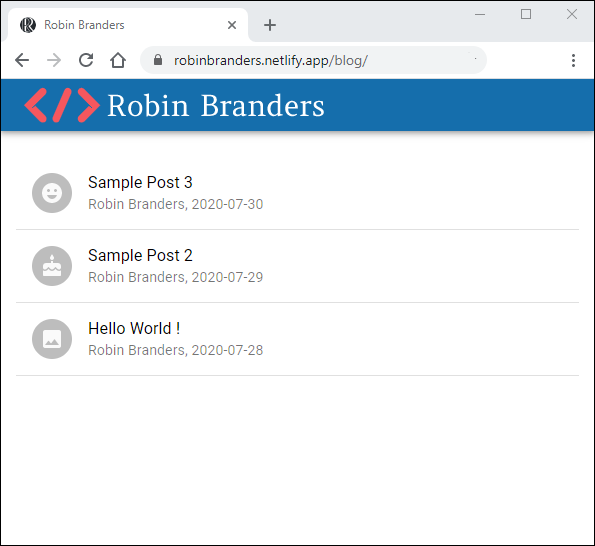 Robin Branders
robinbranders.netlify.app/blog/
</> Robin Branders
Sample Post 3
Robin Branders, 2020-07-30
Sample Post 2
Robin Branders, 2020-07-29
Hello World !
Robin Branders, 2020-07-28